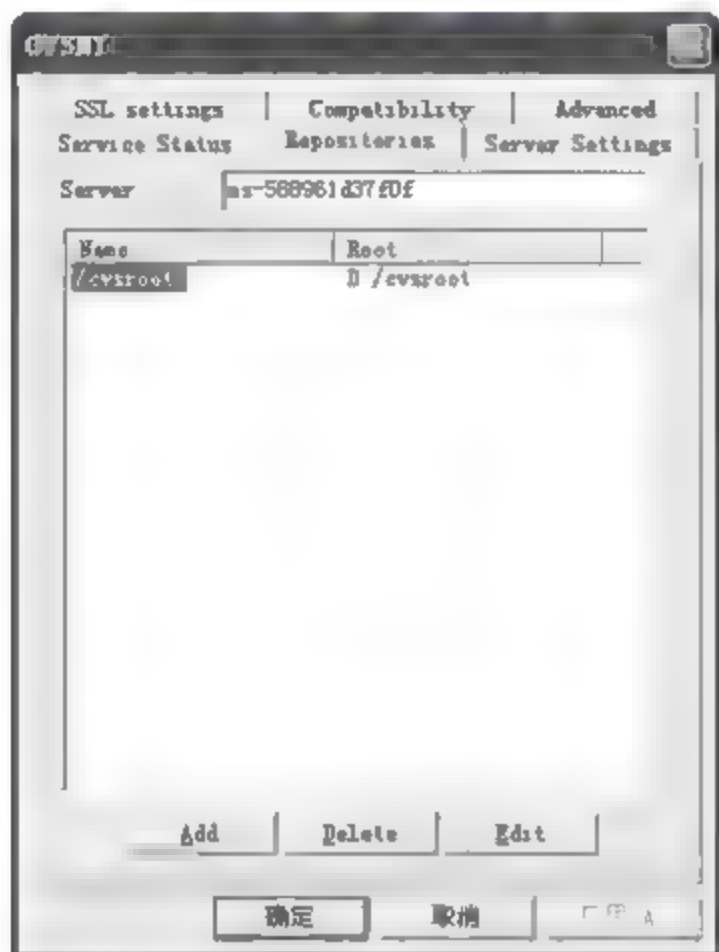 CVSNT
SSL settings Compatibility Advanced
Service Status Repositories Server Settings
Server ms-588961d37f0f
Name Root
/cvsroot D /cvsroot
Add Delete Edit
确定 取消